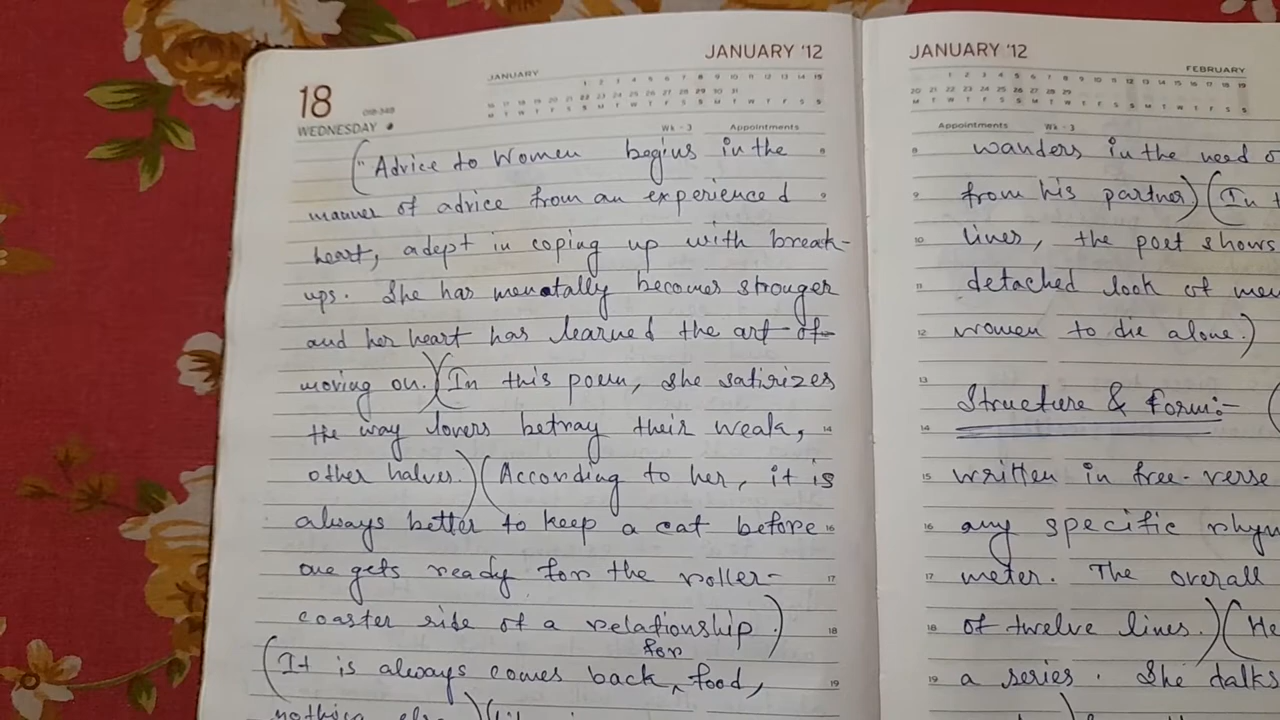 JANUARY '12
JANUARY
18
WEDNESDAY
Wk - 3 Appointments
("Advice to Women begins in the
manner of advice from an experienced
heart, adept in coping up with break-
ups. She has mentally becomes stronger
and her heart has learned the art of
moving on.) (In this poem, she satirizes
the way lovers betray their weak,
other halves.) (According to her, it is
always better to keep a cat before
one gets ready for the roller-
coaster ride of a relationship.)
(It is always comes back for food,
nothing else) (
JANUARY '12
FEBRUARY
Appointments Wk - 3
wanders in the need o
from his partner) (In t
lines, the poet shows
detached look of
women to die alone.)
Structure & Form:- (
written in free-verse
any specific rhy
meter. The overall
of twelve lines.) (He
a series. She talks